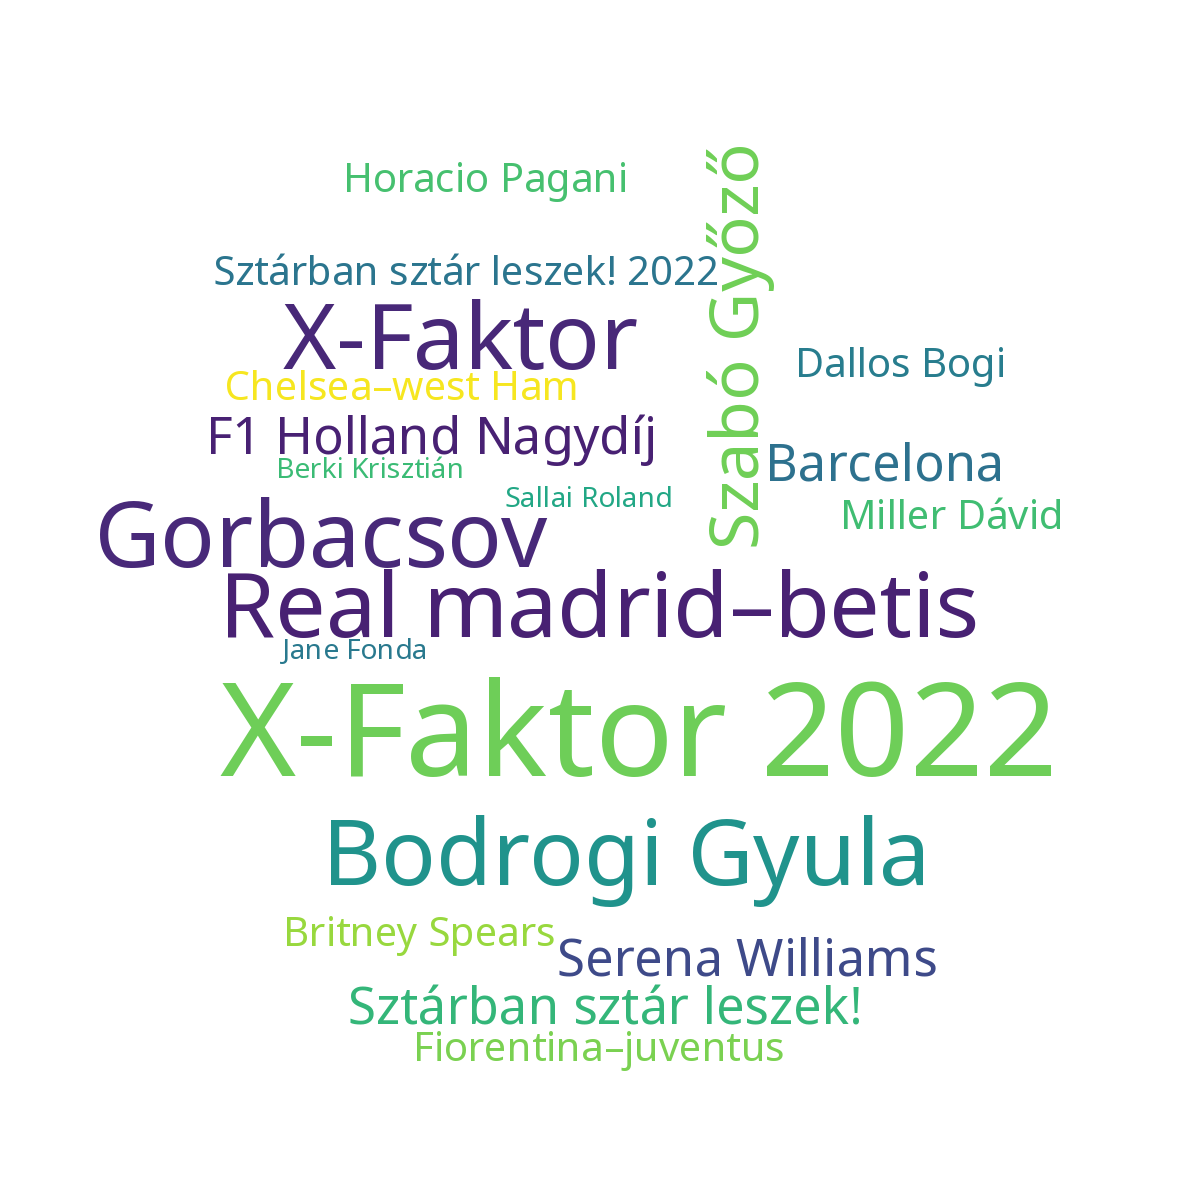 Horacio Pagani
Szabó Győző
Sztárban sztár leszek! 2022
X-Faktor
Dallos Bogi
Chelsea–west Ham
F1 Holland Nagydíj
Barcelona
Berki Krisztián
Sallai Roland
Miller Dávid
Gorbacsov
Real madrid–betis
Jane Fonda
X-Faktor 2022
Bodrogi Gyula
Britney Spears
Serena Williams
Sztárban sztár leszek!
Fiorentina–juventus